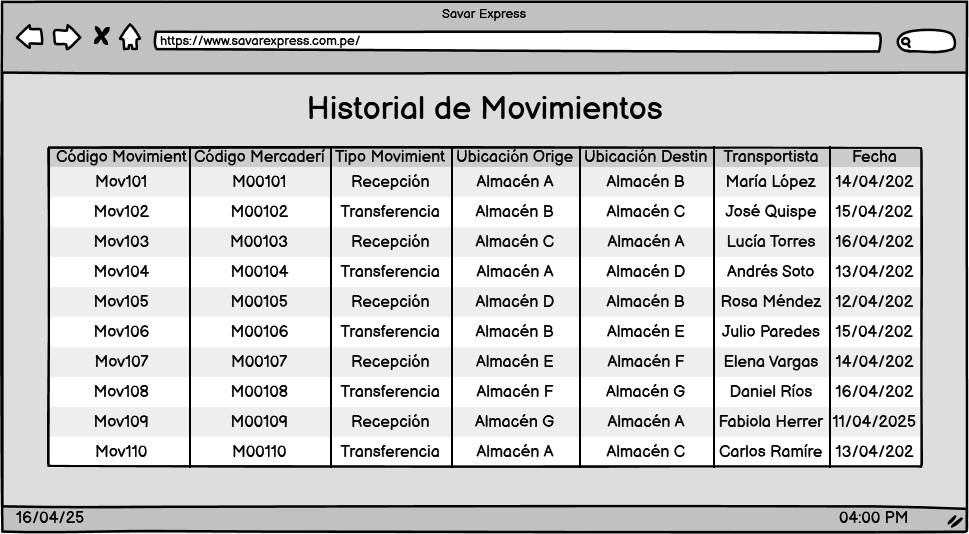 Savar Express
https://www.savarexpress.com.pe/
Historial de Movimientos
Código Movimient Código Mercaderí Tipo Movimient Ubicación Orige Ubicación Destin Transportista Fecha
Mov101 M00101 Recepción Almacén A Almacén B María López 14/04/202
Mov102 M00102 Transferencia Almacén B Almacén C José Quispe 15/04/202
Mov103 M00103 Recepción Almacén C Almacén A Lucía Torres 16/04/202
Mov104 M00104 Transferencia Almacén A Almacén D Andrés Soto 13/04/202
Mov105 M00105 Recepción Almacén D Almacén B Rosa Méndez 12/04/202
Mov106 M00106 Transferencia Almacén B Almacén E Julio Paredes 15/04/202
Mov107 M00107 Recepción Almacén E Almacén F Elena Vargas 14/04/202
Mov108 M00108 Transferencia Almacén F Almacén G Daniel Ríos 16/04/202
Mov109 M00109 Recepción Almacén G Almacén A Fabiola Herrer 11/04/2025
Mov110 M00110 Transferencia Almacén A Almacén C Carlos Ramíre 13/04/202
16/04/25 04:00 PM